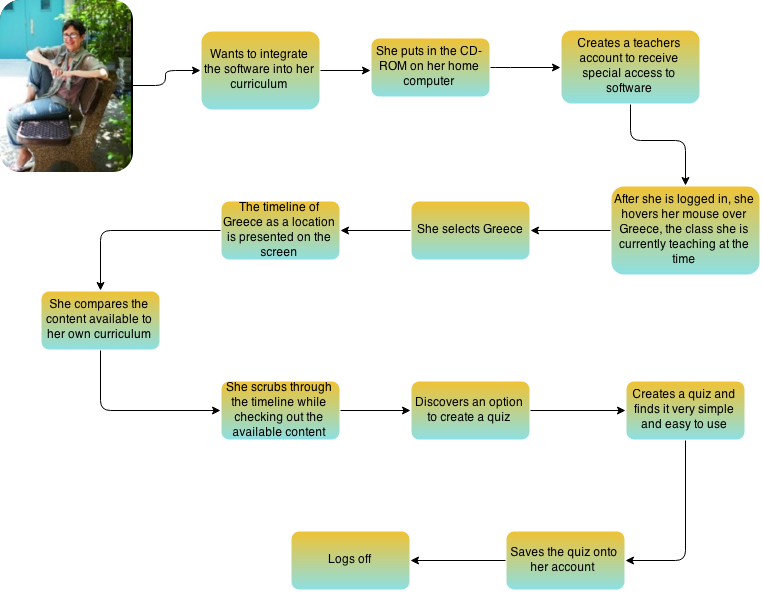 Wants to integrate
the software into her
curriculum
She puts in the CD-
ROM on her home
computer
Creates a teachers
account to receive
special access to
software
After she is logged in, she
hovers her mouse over
Greece, the class she is
currently teaching at the
time
She selects Greece
The timeline of
Greece as a location
is presented on the
screen
She compares the
content available to
her own curriculum
She scrubs through
the timeline while
checking out the
available content
Discovers an option
to create a quiz
Creates a quiz and
finds it very simple
and easy to use
Saves the quiz onto
her account
Logs off